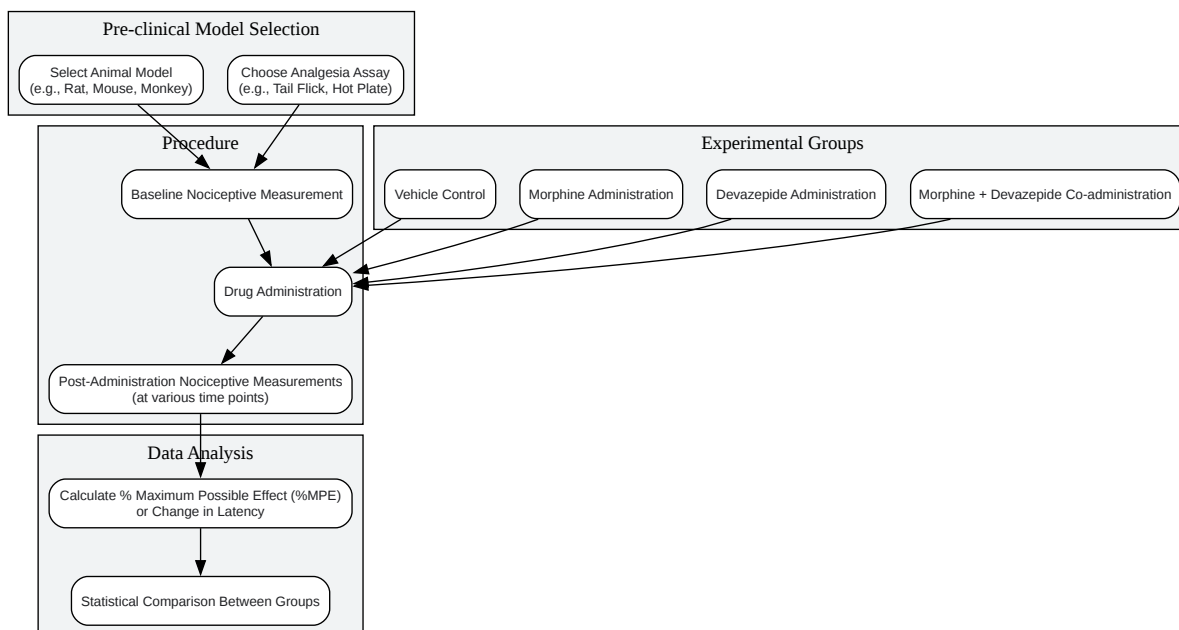 Pre-clinical Model Selection
Select Animal Model
(e.g., Rat, Mouse, Monkey)
Choose Analgesia Assay
(e.g., Tail Flick, Hot Plate)
Procedure
Experimental Groups
Baseline Nociceptive Measurement
Vehicle Control
Morphine Administration
Devazepide Administration
Morphine + Devazepide Co-administration
Drug Administration
Post-Administration Nociceptive Measurements
(at various time points)
Data Analysis
Calculate % Maximum Possible Effect (%MPE)
or Change in Latency
Statistical Comparison Between Groups